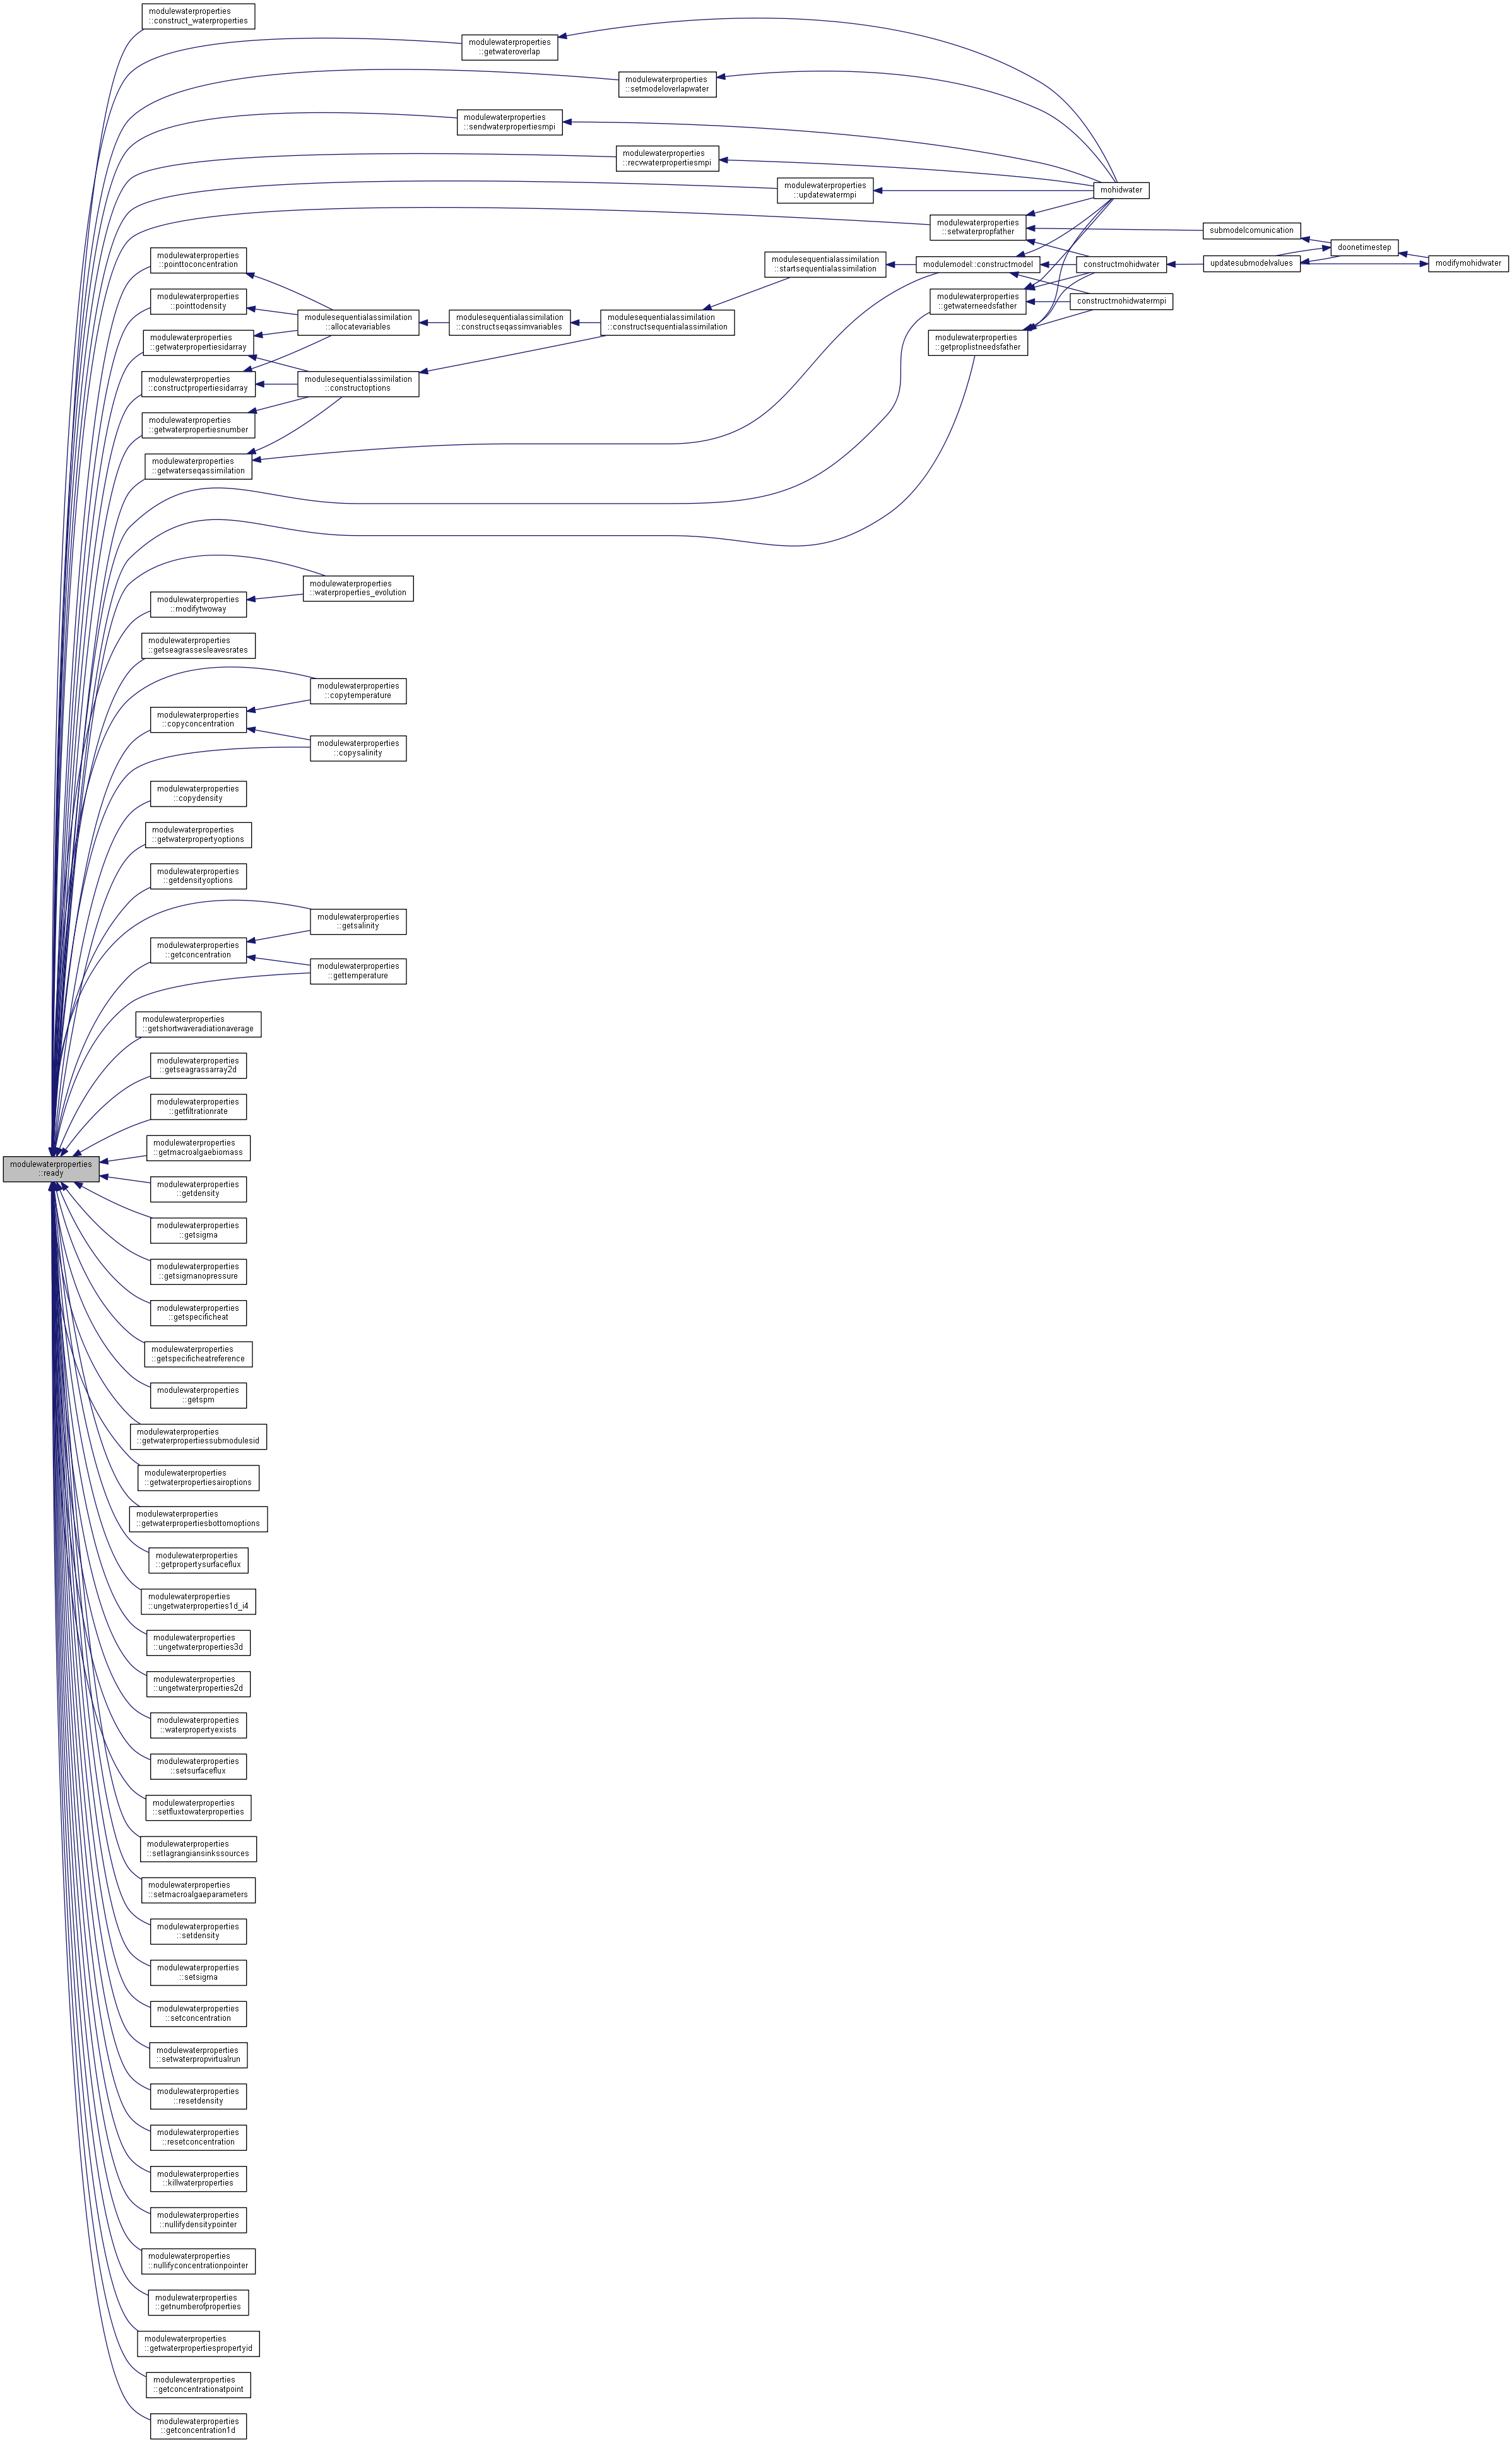 modulewaterproperties
::construct_waterproperties
modulewaterproperties
::getwateroverlap
modulewaterproperties
::setmodeloverlapwater
modulewaterproperties
::sendwaterpropertiesmpi
modulewaterproperties
::recvwaterpropertiesmpi
modulewaterproperties
::updatewatermpi
mohidwater
modulewaterproperties
::setwaterpropfather
submodelcomunication
doonetimestep
modulewaterproperties
::pointtoconcentration
modulesequentialassimilation
::startsequentialassimilation
modulemodel::constructmodel
constructmohidwater
updatesubmodelvalues
modifymohidwater
modulewaterproperties
::pointtodensity
modulewaterproperties
::getwaterneedsfather
constructmohidwatermpi
modulesequentialassimilation
::allocatevariables
modulesequentialassimilation
::constructseqassimvariables
modulesequentialassimilation
::constructsequentialassimilation
modulewaterproperties
::getwaterpropertiesidarray
modulewaterproperties
::getproplistneedsfather
modulewaterproperties
::constructpropertiesidarray
modulesequentialassimilation
::constructoptions
modulewaterproperties
::getwaterpropertiesnumber
modulewaterproperties
::getwaterseqassimilation
modulewaterproperties
::waterproperties_evolution
modulewaterproperties
::modifytwoway
modulewaterproperties
::getseagrassesleavesrates
modulewaterproperties
::copytemperature
modulewaterproperties
::copyconcentration
modulewaterproperties
::copysalinity
modulewaterproperties
::copydensity
modulewaterproperties
::getwaterpropertyoptions
modulewaterproperties
::getdensityoptions
modulewaterproperties
::getsalinity
modulewaterproperties
::getconcentration
modulewaterproperties
::gettemperature
modulewaterproperties
::getshortwaveradiationaverage
modulewaterproperties
::getseagrassarray2d
modulewaterproperties
::getfiltrationrate
modulewaterproperties
::getmacroalgaebiomass
modulewaterproperties
::ready
modulewaterproperties
::getdensity
modulewaterproperties
::getsigma
modulewaterproperties
::getsigmanopressure
modulewaterproperties
::getspecificheat
modulewaterproperties
::getspecificheatreference
modulewaterproperties
::getspm
modulewaterproperties
::getwaterpropertiessubmodulesid
modulewaterproperties
::getwaterpropertiesairoptions
modulewaterproperties
::getwaterpropertiesbottomoptions
modulewaterproperties
::getpropertysurfaceflux
modulewaterproperties
::ungetwaterproperties1d_i4
modulewaterproperties
::ungetwaterproperties3d
modulewaterproperties
::ungetwaterproperties2d
modulewaterproperties
::waterpropertyexists
modulewaterproperties
::setsurfaceflux
modulewaterproperties
::setfluxtowaterproperties
modulewaterproperties
::setlagrangiansinkssources
modulewaterproperties
::setmacroalgaeparameters
modulewaterproperties
::setdensity
modulewaterproperties
::setsigma
modulewaterproperties
::setconcentration
modulewaterproperties
::setwaterpropvirtualrun
modulewaterproperties
::resetdensity
modulewaterproperties
::resetconcentration
modulewaterproperties
::killwaterproperties
modulewaterproperties
::nullifydensitypointer
modulewaterproperties
::nullifyconcentrationpointer
modulewaterproperties
::getnumberofproperties
modulewaterproperties
::getwaterpropertiespropertyid
modulewaterproperties
::getconcentrationatpoint
modulewaterproperties
::getconcentration1d